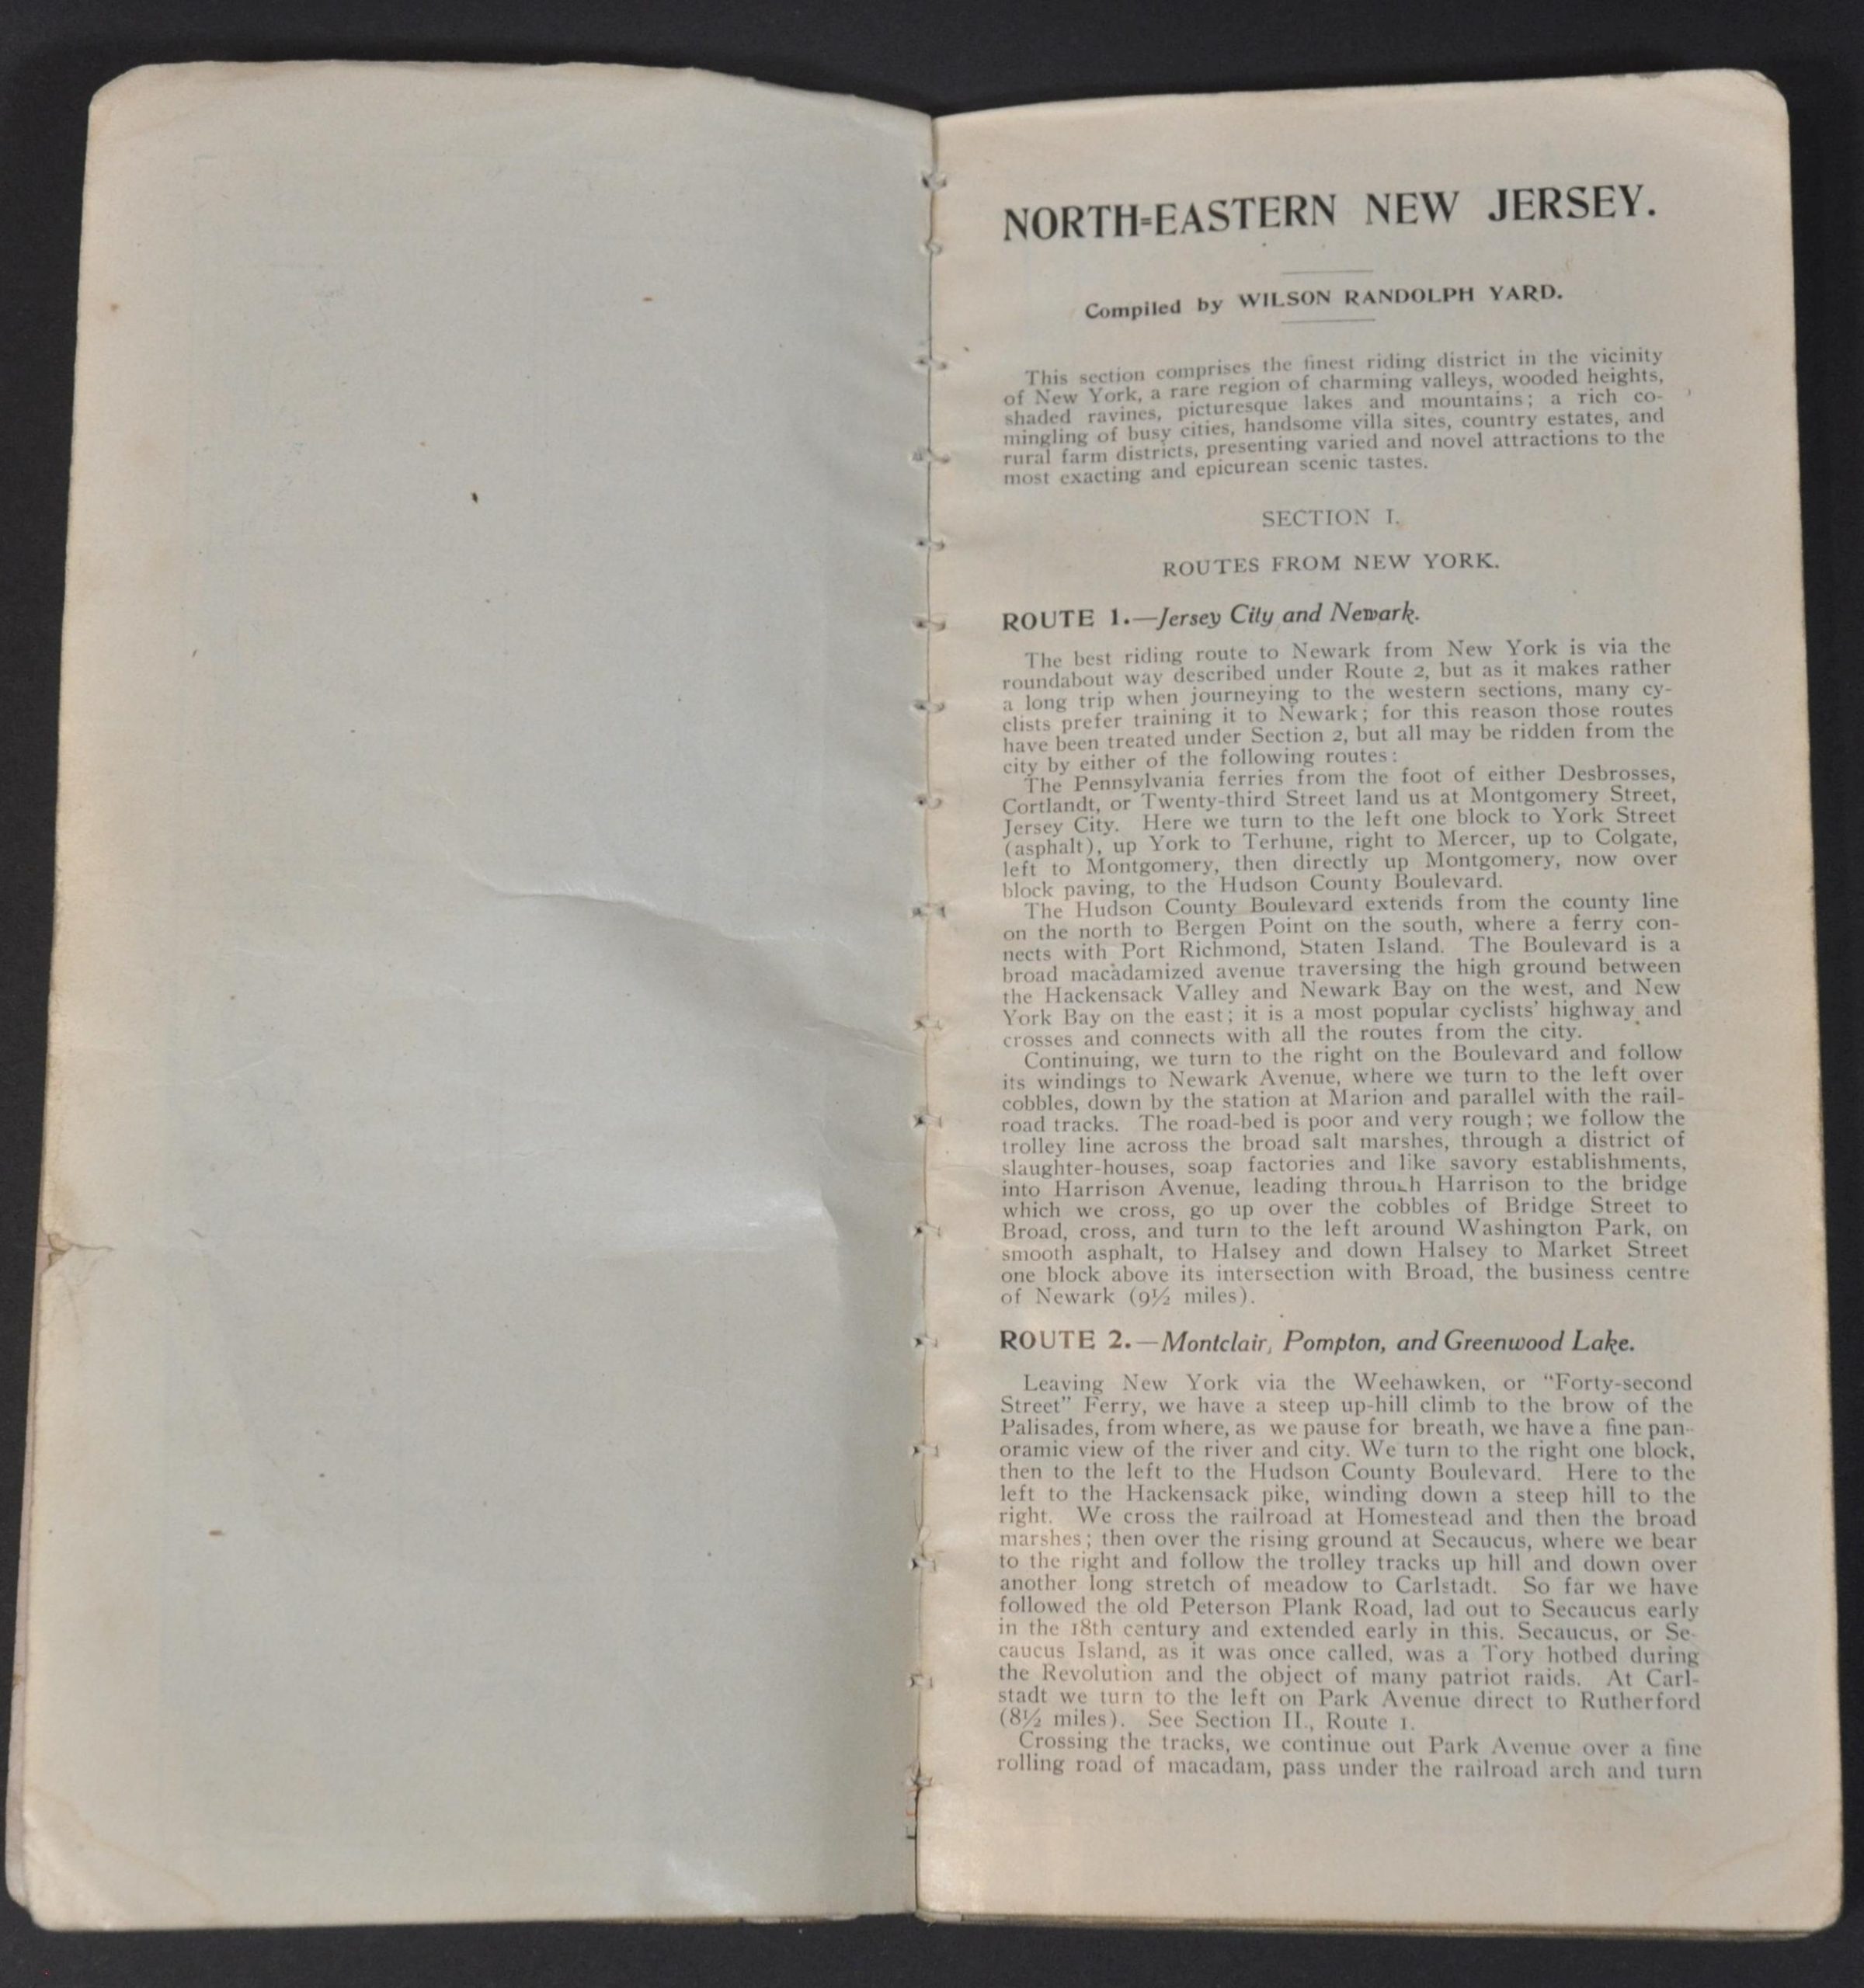 NORTH=EASTERN NEW JERSEY.
Compiled by WILSON RANDOLPH YARD.
This section comprises the finest riding district in the vicinity
of New York, a rare region of charming valleys, wooded heights,
shaded ravines, picturesque lakes and mountains; a rich co-
mingling of busy cities, handsome villa sites, country estates, and
rural farm districts, presenting varied and novel attractions to the
most exacting and epicurean scenic tastes.
SECTION I.
ROUTES FROM NEW YORK.
ROUTE 1.—Jersey City and Newark.
The best riding route to Newark from New York is via the
roundabout way described under Route 2, but as it makes rather
a long trip when journeying to the western sections, many cy-
clists prefer training it to Newark; for this reason those routes
have been treated under Section 2, but all may be ridden from the
city by either of the following routes:
The Pennsylvania ferries from the foot of either Desbrosses,
Cortlandt, or Twenty-third Street land us at Montgomery Street,
Jersey City. Here we turn to the left one block to York Street
(asphalt), up York to Terhune, right to Mercer, up to Colgate,
left to Montgomery, then directly up Montgomery, now over
block paving, to the Hudson County Boulevard.
The Hudson County Boulevard extends from the county line
on the north to Bergen Point on the south, where a ferry con-
nects with Port Richmond, Staten Island. The Boulevard is a
broad macadamized avenue traversing the high ground between
the Hackensack Valley and Newark Bay on the west, and New
York Bay on the east; it is a most popular cyclists' highway and
crosses and connects with all the routes from the city.
Continuing, we turn to the right on the Boulevard and follow
its windings to Newark Avenue, where we turn to the left over
cobbles, down by the station at Marion and parallel with the rail-
road tracks. The road-bed is poor and very rough; we follow the
trolley line across the broad salt marshes, through a district of
slaughter-houses, soap factories and like savory establishments,
into Harrison Avenue, leading through Harrison to the bridge
which we cross, go up over the cobbles of Bridge Street to
Broad, cross, and turn to the left around Washington Park, on
smooth asphalt, to Halsey and down Halsey to Market Street
one block above its intersection with Broad, the business centre
of Newark (9½ miles).
ROUTE 2.—Montclair, Pompton, and Greenwood Lake.
Leaving New York via the Weehawken, or "Forty-second
Street" Ferry, we have a steep up-hill climb to the brow of the
Palisades, from where, as we pause for breath, we have a fine pan-
oramic view of the river and city. We turn to the right one block,
then to the left to the Hudson County Boulevard. Here to the
left to the Hackensack pike, winding down a steep hill to the
right. We cross the railroad at Homestead and then the broad
marshes; then over the rising ground at Secaucus, where we bear
to the right and follow the trolley tracks up hill and down over
another long stretch of meadow to Carlstadt. So far we have
followed the old Peterson Plank Road, lad out to Secaucus early
in the 18th century and extended early in this. Secaucus, or Se-
caucus Island, as it was once called, was a Tory hotbed during
the Revolution and the object of many patriot raids. At Carl-
stadt we turn to the left on Park Avenue direct to Rutherford
(8½ miles). See Section II., Route 1.
Crossing the tracks, we continue out Park Avenue over a fine
rolling road of macadam, pass under the railroad arch and turn